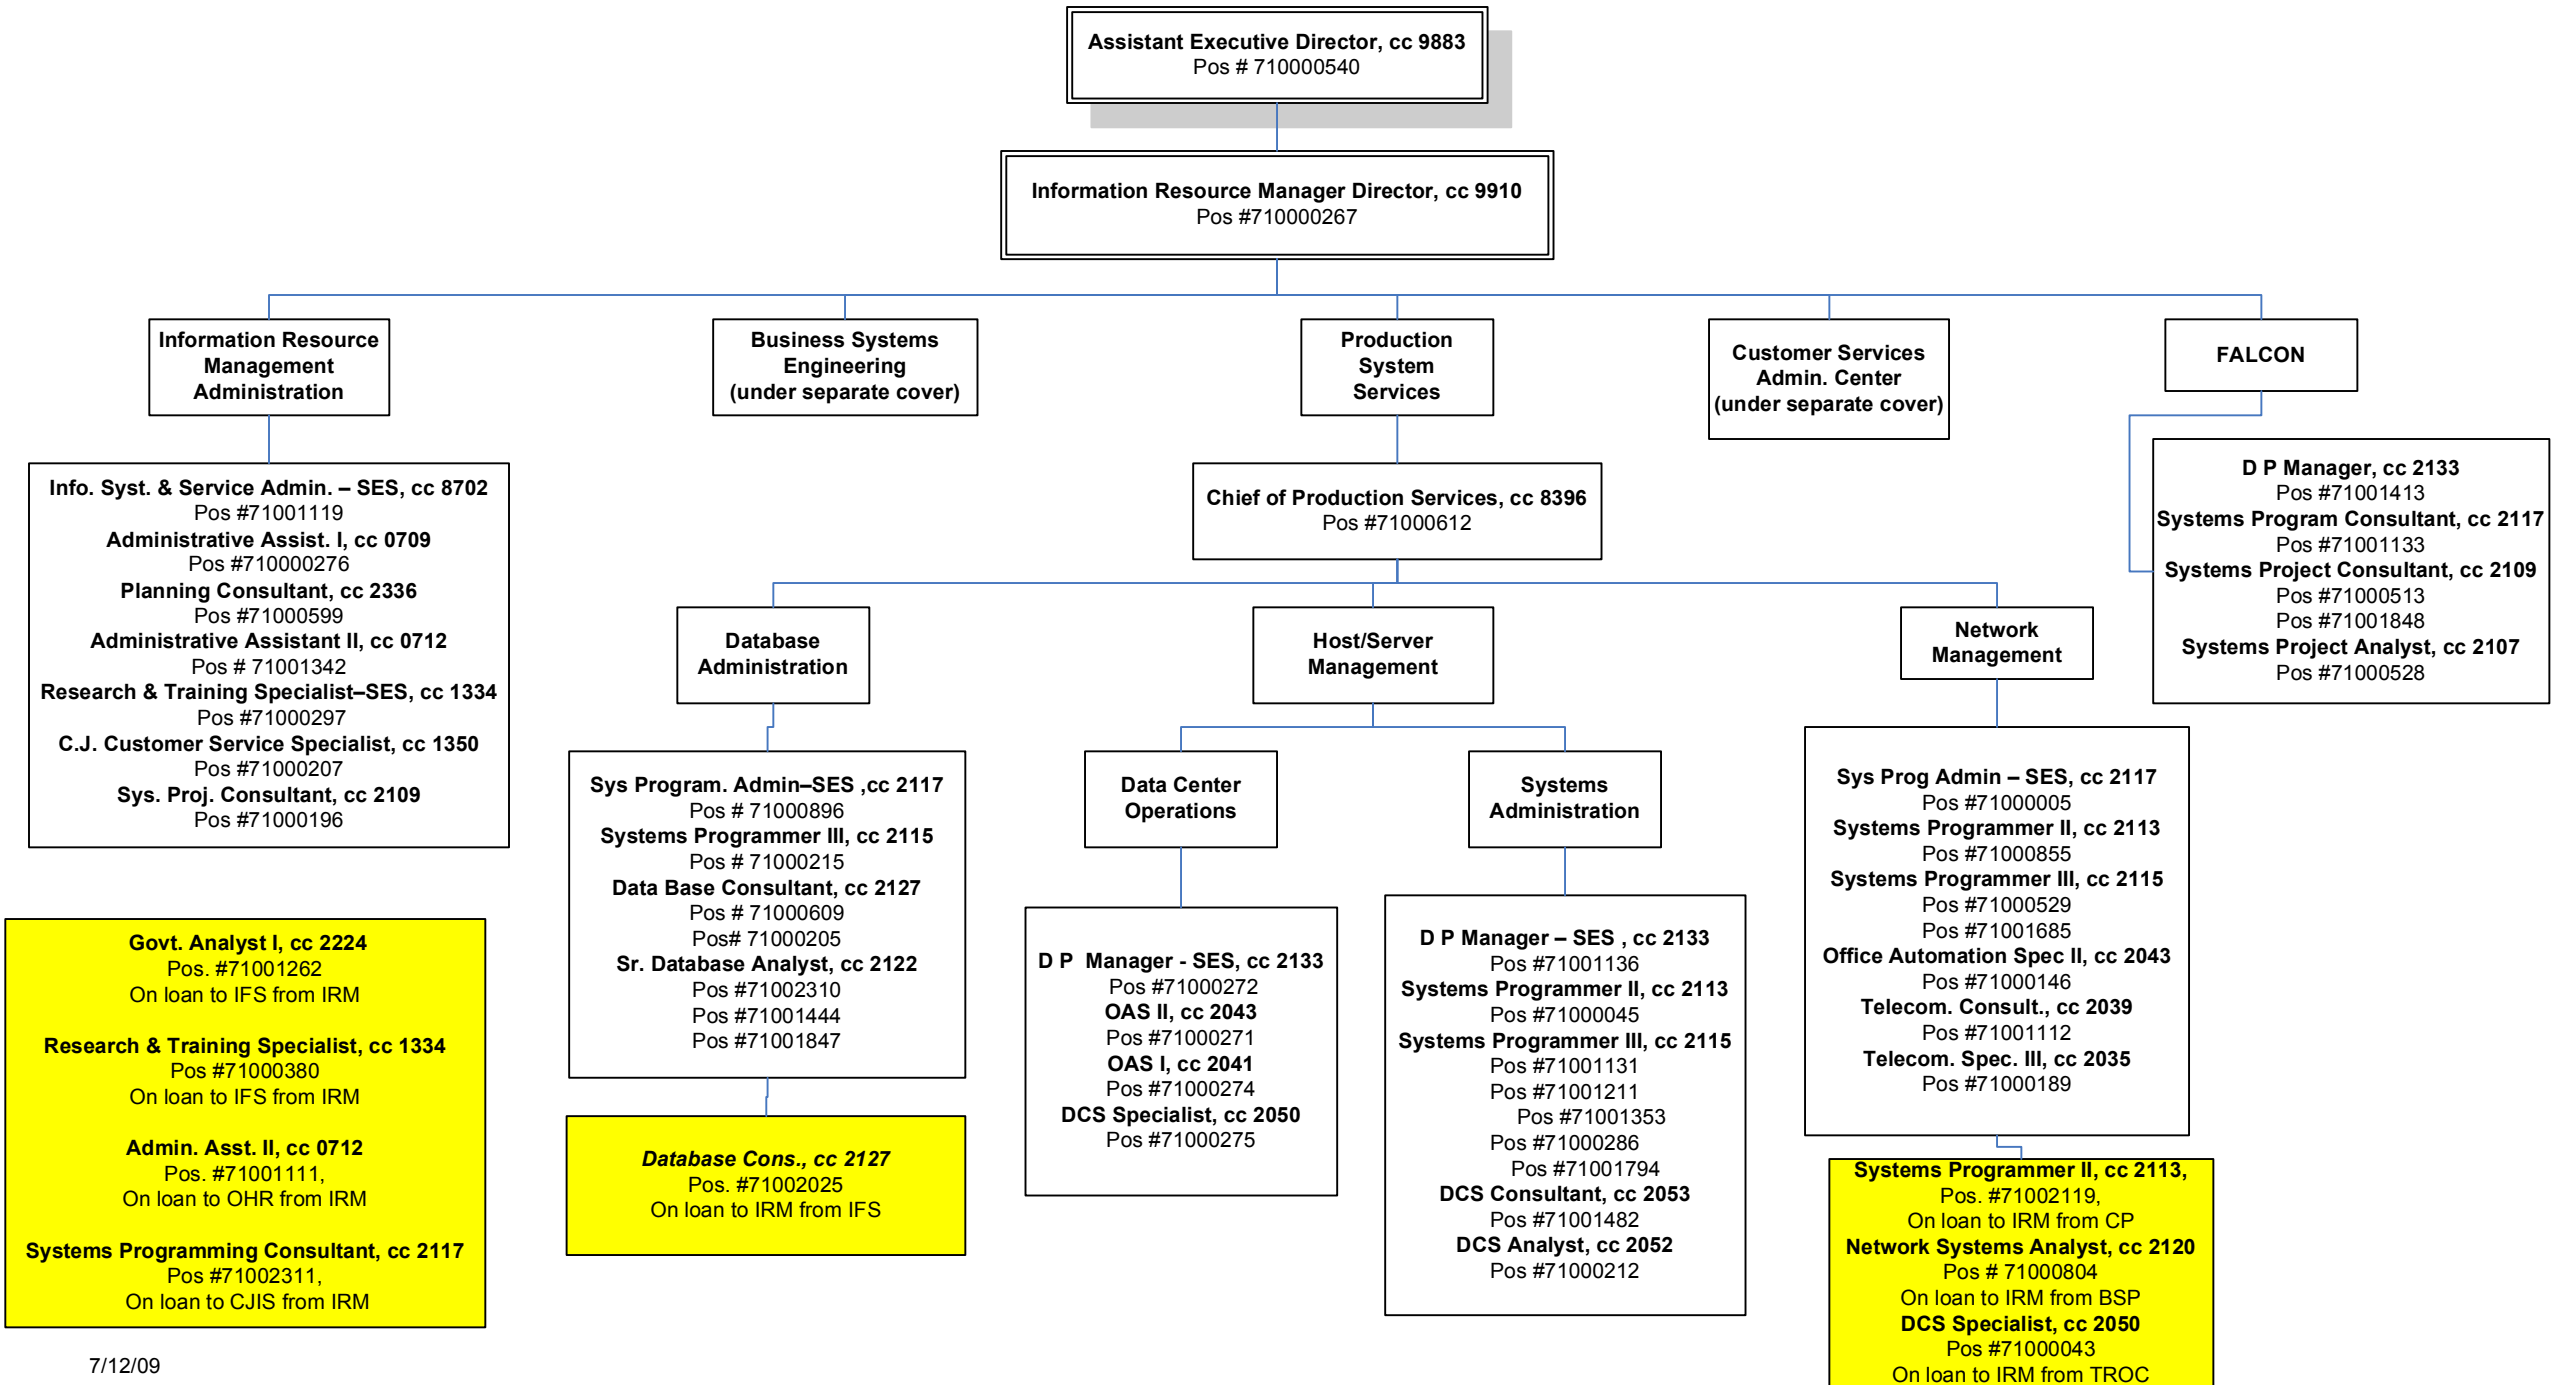 Assistant Executive Director, cc 9883
Pos # 710000540
Information Resource Manager Director, cc 9910
Pos #710000267
Information Resource
Management
Administration
Business Systems
Engineering
(under separate cover)
Production
System
Services
Customer Services
Admin. Center
(under separate cover)
FALCON
Info. Syst. & Service Admin. – SES, cc 8702
Pos #71001119
Administrative Assist. I, cc 0709
Pos #710000276
Planning Consultant, cc 2336
Pos #71000599
Administrative Assistant II, cc 0712
Pos # 71001342
Research & Training Specialist–SES, cc 1334
Pos #71000297
C.J. Customer Service Specialist, cc 1350
Pos #71000207
Sys. Proj. Consultant, cc 2109
Pos #71000196
Chief of Production Services, cc 8396
Pos #71000612
D P Manager, cc 2133
Pos #71001413
Systems Program Consultant, cc 2117
Pos #71001133
Systems Project Consultant, cc 2109
Pos #71000513
Pos #71001848
Systems Project Analyst, cc 2107
Pos #71000528
Database
Administration
Host/Server
Management
Network
Management
Sys Program. Admin–SES ,cc 2117
Pos # 71000896
Systems Programmer III, cc 2115
Pos # 71000215
Data Base Consultant, cc 2127
Pos # 71000609
Pos# 71000205
Sr. Database Analyst, cc 2122
Pos #71002310
Pos #71001444
Pos #71001847
Data Center
Operations
Systems
Administration
D P  Manager - SES, cc 2133
Pos #71000272
OAS II, cc 2043
Pos #71000271
OAS I, cc 2041
Pos #71000274
DCS Specialist, cc 2050
Pos #71000275
D P Manager – SES , cc 2133
Pos #71001136
Systems Programmer II, cc 2113
Pos #71000045
Systems Programmer III, cc 2115
Pos #71001131
Pos #71001211
Pos #71001353
Pos #71000286
Pos #71001794
DCS Consultant, cc 2053
Pos #71001482
DCS Analyst, cc 2052
Pos #71000212
Sys Prog Admin – SES, cc 2117
Pos #71000005
Systems Programmer II, cc 2113
Pos #71000855
Systems Programmer III, cc 2115
Pos #71000529
Pos #71001685
Office Automation Spec II, cc 2043
Pos #71000146
Telecom. Consult., cc 2039
Pos #71001112
Telecom. Spec. III, cc 2035
Pos #71000189
Govt. Analyst I, cc 2224
Pos. #71001262
On loan to IFS from IRM
Research & Training Specialist, cc 1334
Pos #71000380
On loan to IFS from IRM
Admin. Asst. II, cc 0712
Pos. #71001111,
On loan to OHR from IRM
Systems Programming Consultant, cc 2117
Pos #71002311,
On loan to CJIS from IRM
Database Cons., cc 2127
Pos. #71002025
On loan to IRM from IFS
Systems Programmer II, cc 2113,
Pos. #71002119,
On loan to IRM from CP
Network Systems Analyst, cc 2120
Pos # 71000804
On loan to IRM from BSP
DCS Specialist, cc 2050
Pos #71000043
On loan to IRM from TROC
7/12/09